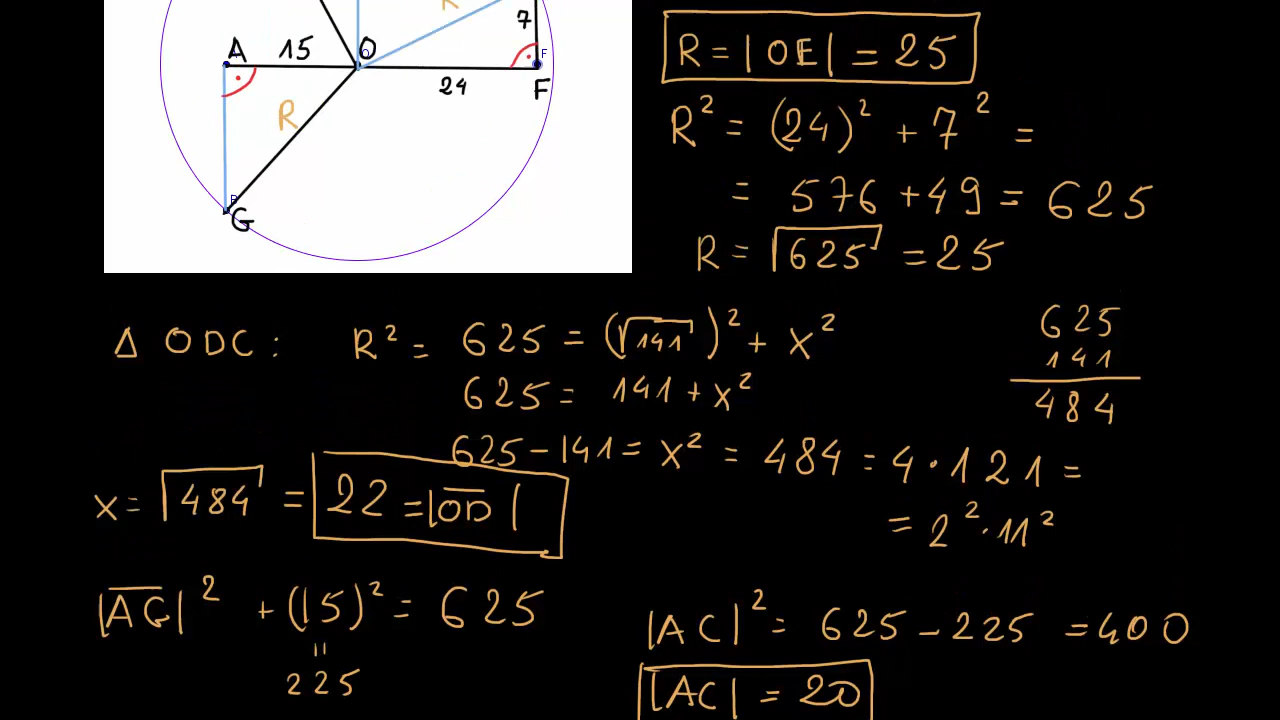 R
7
A 15 O O F
24 F
R
B
G
R = |OE| = 25
R² = (24)² + 7² =
= 576 + 49 = 625
R = √625 = 25
Δ ODC : R² = 625 = (√141)² + x²
625 = 141 + x²
625 - 141 = x² = 484 = 4 · 121 =
= 2² · 11²
625
141
484
x = √484 = 22 = |OD|
|AG|² + (15)² = 625
225
|AC|² = 625 - 225 = 400
|AC| = 20